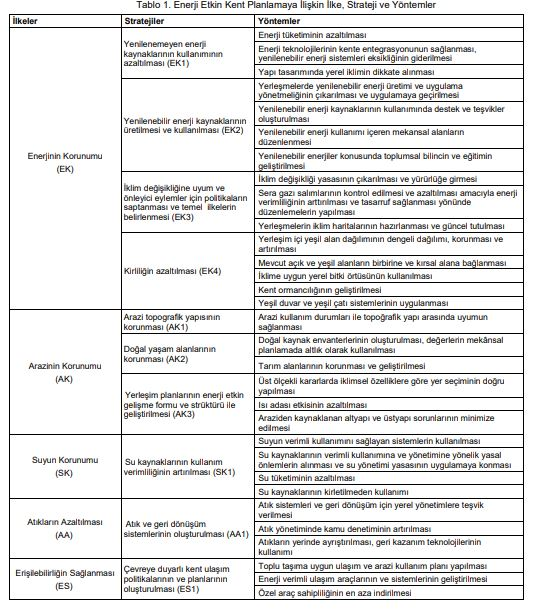 Tablo 1. Enerji Etkin Kent Planlamaya İlişkin İlke, Strateji ve Yöntemler
İlkeler
Stratejiler
Yöntemler
Enerjinin Korunumu
(EK)
Yenilenemeyen enerji
kaynaklarının kullanımının
azaltılması (EK1)
Enerji tüketiminin azaltılması
Enerji teknolojilerinin kente entegrasyonunun sağlanması,
yenilenebilir enerji sistemleri eksikliğinin giderilmesi
Yapı tasarımında yerel iklimin dikkate alınması
Yenilenebilir enerji kaynaklarının
üretilmesi ve kullanılması (EK2)
Yerleşmelerde yenilenebilir enerji üretimi ve uygulama
yönetmeliğinin çıkarılması ve uygulamaya geçirilmesi
Yenilenebilir enerji kaynaklarının kullanımında destek ve teşvikler
oluşturulması
Yenilenebilir enerji kullanımı içeren mekansal alanların
düzenlenmesi
Yenilenebilir enerjiler konusunda toplumsal bilincin ve eğitimin
geliştirilmesi
İklim değişikliğine uyum ve
önleyici eylemler için politikaların
saptanması ve temel ilkelerin
belirlenmesi (EK3)
İklim değişikliği yasasının çıkarılması ve yürürlüğe girmesi
Sera gazı salımlarının kontrol edilmesi ve azaltılması amacıyla enerji
verimliliğinin arttırılması ve tasarruf sağlanması yönünde
düzenlemelerin yapılması
Yerleşmelerin iklim haritalarının hazırlanması ve güncel tutulması
Kirliliğin azaltılması (EK4)
Yerleşim içi yeşil alan dağılımının dengeli dağılımı, korunması ve
artırılması
Mevcut açık ve yeşil alanların birbirine ve kırsal alana bağlanması
İklime uygun yerel bitki örtüsünün kullanılması
Kent ormancılığının geliştirilmesi
Yeşil duvar ve yeşil çatı sistemlerinin uygulanması
Arazinin Korunumu
(AK)
Arazi topografik yapısının
korunması (AK1)
Arazi kullanım durumları ile topoğrafik yapı arasında uyumun
sağlanması
Doğal yaşam alanlarının
korunması (AK2)
Doğal kaynak envanterlerinin oluşturulması, değerlerin mekânsal
planlamada altlık olarak kullanılması
Tarım alanlarının korunması ve geliştirilmesi
Yerleşim planlarının enerji etkin
gelişme formu ve strüktürü ile
geliştirilmesi (AK3)
Üst ölçekli kararlarda iklimsel özelliklere göre yer seçiminin doğru
yapılması
Isı adası etkisinin azaltılması
Araziden kaynaklanan altyapı ve üstyapı sorunlarının minimize
edilmesi
Suyun Korunumu
(SK)
Su kaynaklarının kullanım
verimliliğinin artırılması (SK1)
Suyun verimli kullanımını sağlayan sistemlerin kullanılması
Su kaynaklarının verimli kullanımına ve yönetimine yönelik yasal
önlemlerin alınması ve su yönetimi yasasının uygulamaya konması
Su tüketiminin azaltılması
Su kaynaklarının kirletilmeden kullanımı
Atıkların Azaltılması
(AA)
Atık ve geri dönüşüm
sistemlerinin oluşturulması (AA1)
Atık sistemleri ve geri dönüşüm için yerel yönetimlere teşvik
verilmesi
Atık yönetiminde kamu denetiminin artırılması
Atıkların yerinde ayrıştırılması, geri kazanım teknolojilerinin
kullanımı
Erişilebilirliğin Sağlanması
(ES)
Çevreye duyarlı kent ulaşım
politikalarının ve planlarının
oluşturulması (ES1)
Toplu taşıma uygun ulaşım ve arazi kullanım planı yapılması
Enerji verimli ulaşım araçlarının ve sistemlerinin geliştirilmesi
Özel araç sahipliliğinin en aza indirilmesi